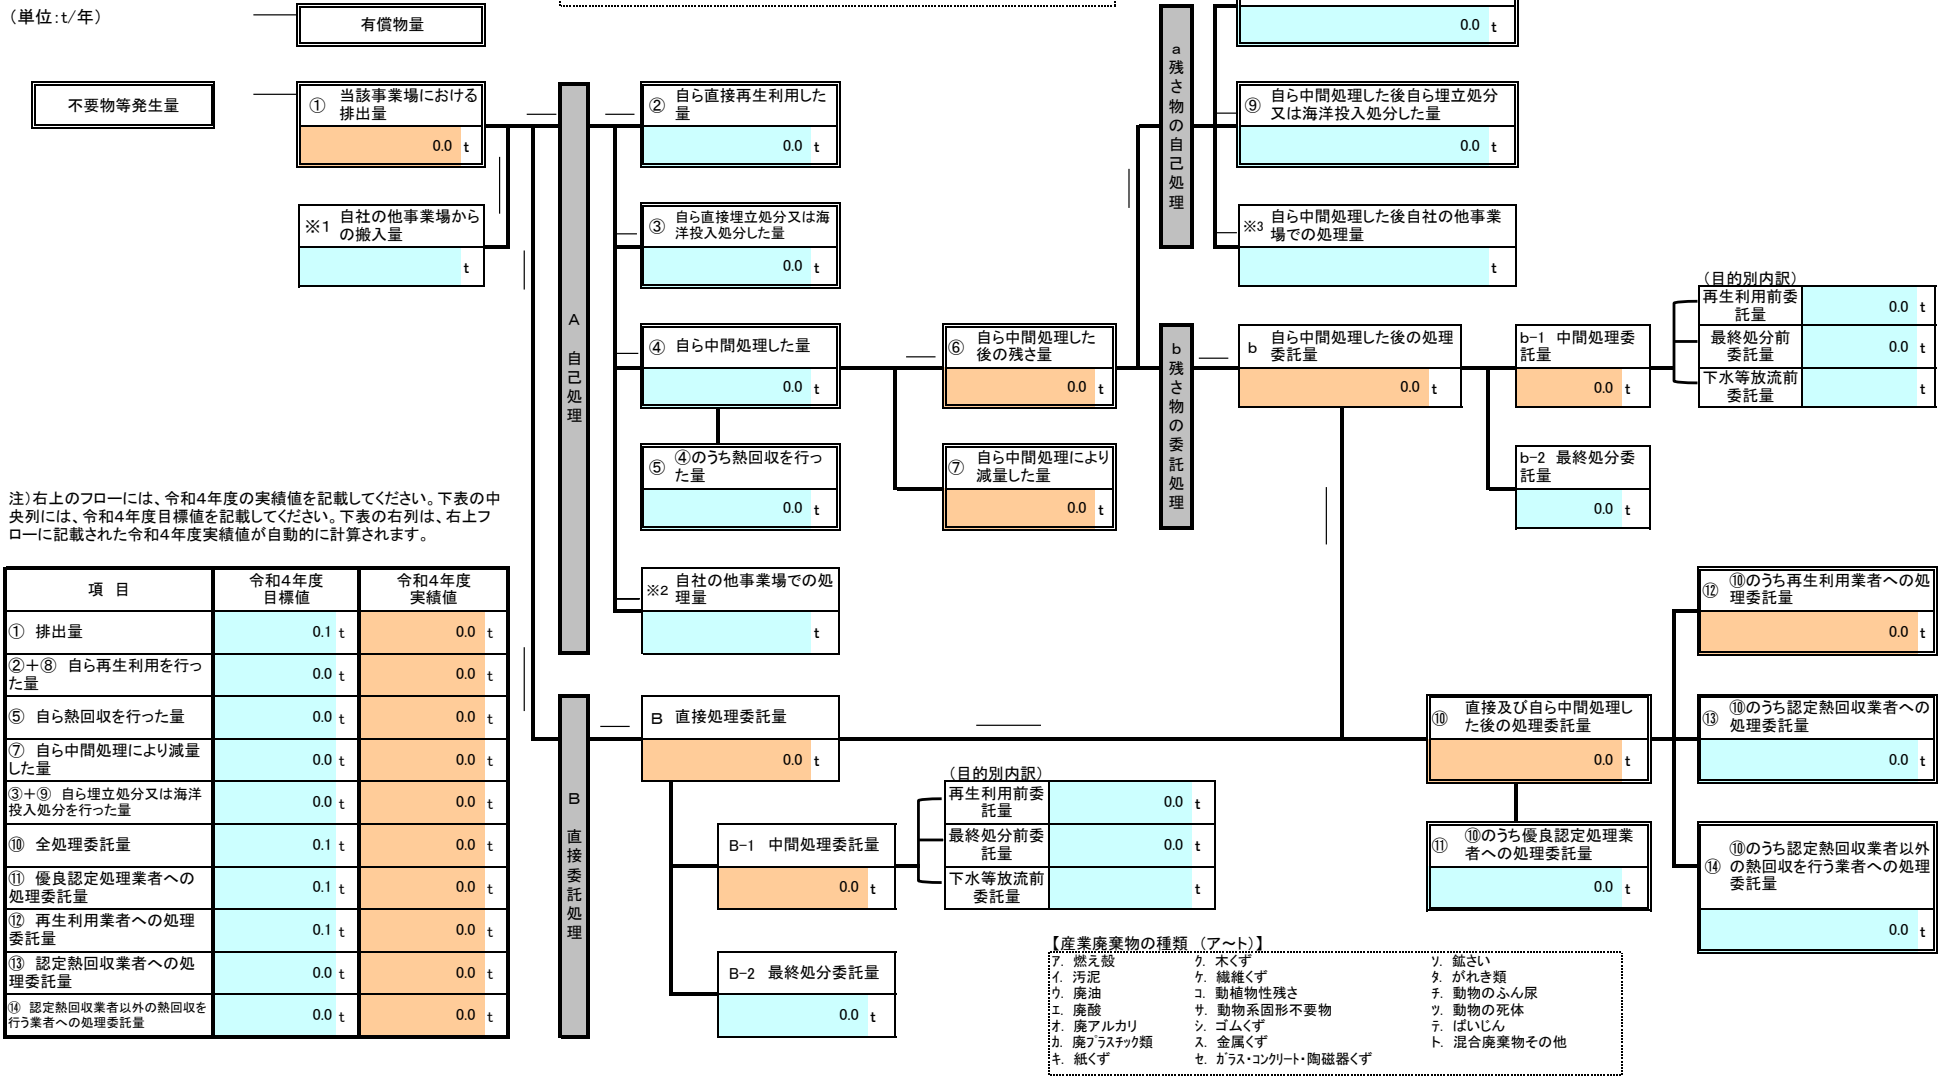 （単位：t/年）
有償物量
0.0 t
不要物等発生量
① 当該事業場における
排出量
0.0 t
※1 自社の他事業場から
の搬入量
t
A 自己処理
② 自ら直接再生利用した
量
0.0 t
③ 自ら直接埋立処分又は海
洋投入処分した量
0.0 t
④ 自ら中間処理した量
0.0 t
⑤ ④のうち熱回収を行っ
た量
0.0 t
※2 自社の他事業場での処
理量
t
⑥ 自ら中間処理した
後の残さ量
0.0 t
⑦ 自ら中間処理により
減量した量
0.0 t
a 残さ物の自己処理
⑨ 自ら中間処理した後自ら埋立処分
又は海洋投入処分した量
0.0 t
※3 自ら中間処理した後自社の他事業
場での処理量
t
b 残さ物の委託処理
b 自ら中間処理した後の処理
委託量
0.0 t
b-1 中間処理委
託量
0.0 t
b-2 最終処分委
託量
0.0 t
（目的別内訳）
再生利用前委
託量
0.0 t
最終処分前
委託量
0.0 t
下水等放流前
委託量
t
注）右上のフローには、令和４年度の実績値を記載してください。下表の中
央列には、令和４年度目標値を記載してください。下表の右列は、右上フ
ローに記載された令和４年度実績値が自動的に計算されます。
項 目 令和４年度 目標値 令和４年度 実績値
① 排出量 0.1 t 0.0 t
②＋⑧ 自ら再生利用を行っ
た量 0.0 t 0.0 t
⑤ 自ら熱回収を行った量 0.0 t 0.0 t
⑦ 自ら中間処理により減量
した量 0.0 t 0.0 t
③＋⑨ 自ら埋立処分又は海洋
投入処分を行った量 0.0 t 0.0 t
⑩ 全処理委託量 0.1 t 0.0 t
⑪ 優良認定処理業者への
処理委託量 0.1 t 0.0 t
⑫ 再生利用業者への処理
委託量 0.1 t 0.0 t
⑬ 認定熱回収業者への処
理委託量 0.0 t 0.0 t
⑭ 認定熱回収業者以外の熱回収を
行う業者への処理委託量 0.0 t 0.0 t
B 直接委託処理
B 直接処理委託量
0.0 t
B-1 中間処理委託量
0.0 t
B-2 最終処分委託量
0.0 t
（目的別内訳）
再生利用前委
託量
0.0 t
最終処分前委
託量
0.0 t
下水等放流前
委託量
t
⑩ 直接及び自ら中間処理し
た後の処理委託量
0.0 t
⑪ ⑩のうち優良認定処理業
者への処理委託量
0.0 t
⑫ ⑩のうち再生利用業者への処
理委託量
0.0 t
⑬ ⑩のうち認定熱回収業者への
処理委託量
0.0 t
⑭ ⑩のうち認定熱回収業者以外
の熱回収を行う業者への処理
委託量
0.0 t
【産業廃棄物の種類 （ア～ト）】
ア. 燃え殻
イ. 汚泥
ウ. 廃油
エ. 廃酸
オ. 廃アルカリ
カ. 廃プラスチック類
キ. 紙くず
ク. 木くず
ケ. 繊維くず
コ. 動植物性残さ
サ. 動物系固形不要物
シ. ゴムくず
ス. 金属くず
セ. ガラス・コンクリート・陶磁器くず
ソ. 鉱さい
タ. がれき類
チ. 動物のふん尿
ツ. 動物の死体
テ. ばいじん
ト. 混合廃棄物その他